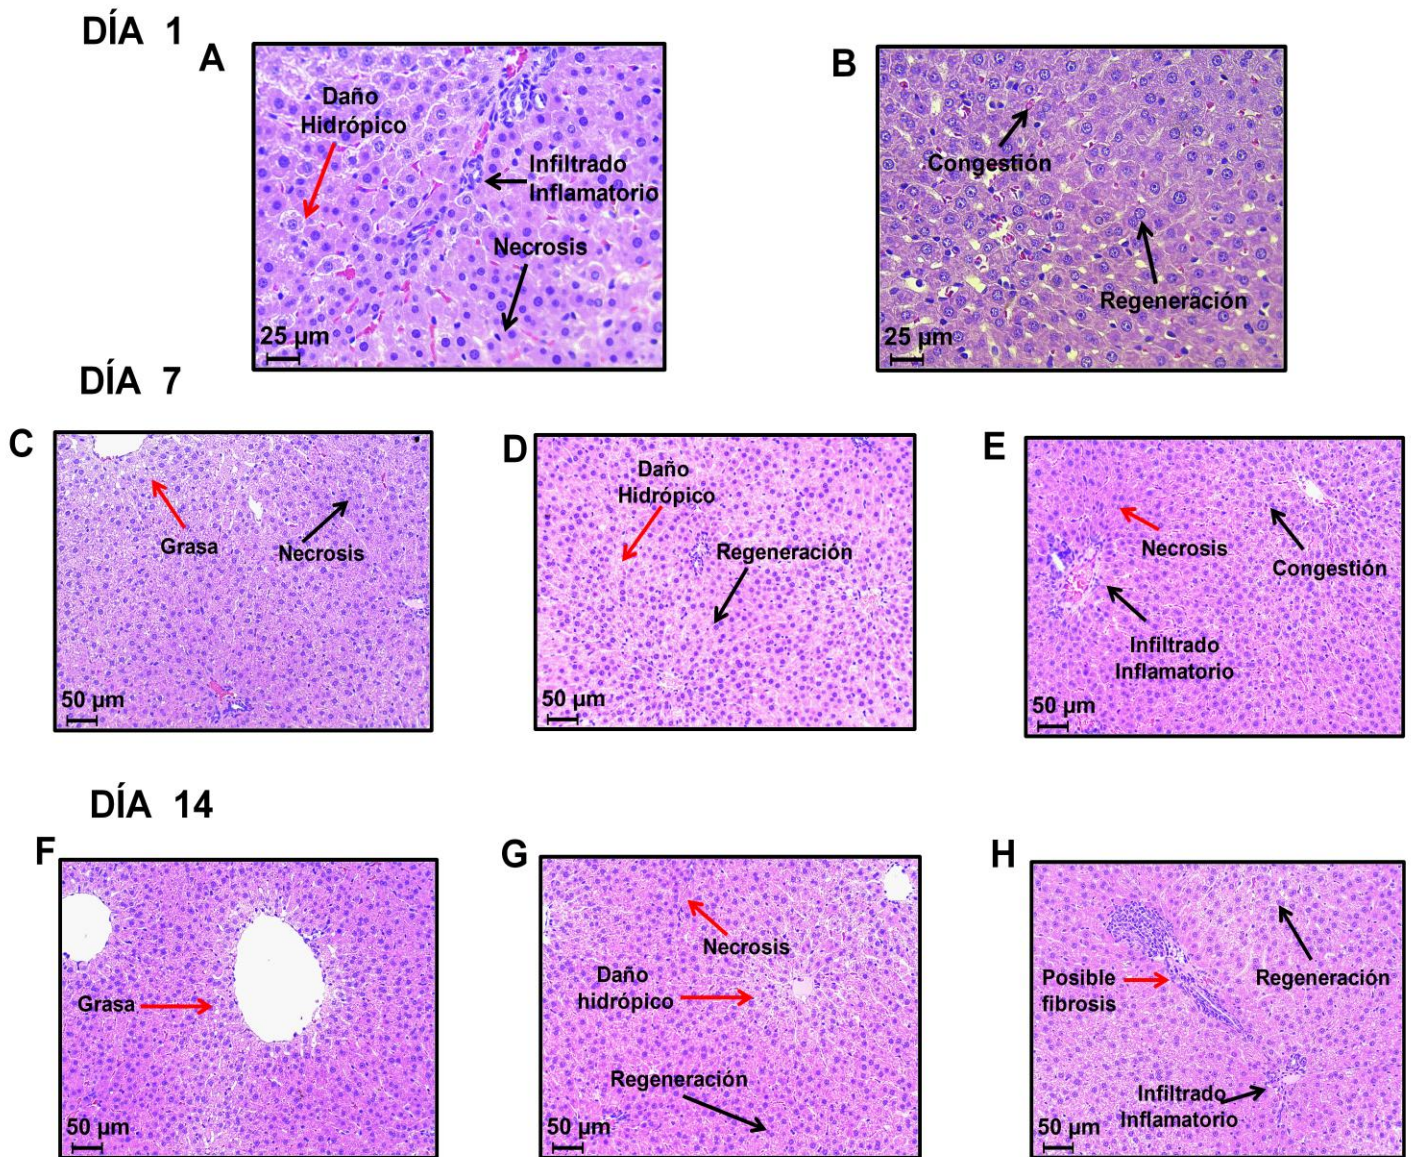 DÍA 1
A
Daño
Hidrópico
Infiltrado
Inflamatorio
Necrosis
25 µm
B
Congestión
Regeneración
25 µm
DÍA 7
C
Grasa
Necrosis
50 µm
D
Daño
Hidrópico
Regeneración
50 µm
E
Necrosis
Congestión
Infiltrado
Inflamatorio
50 µm
DÍA 14
F
Grasa
50 µm
G
Necrosis
Daño
hidrópico
Regeneración
50 µm
H
Posible
fibrosis
Regeneración
Infiltrado
Inflamatorio
50 µm